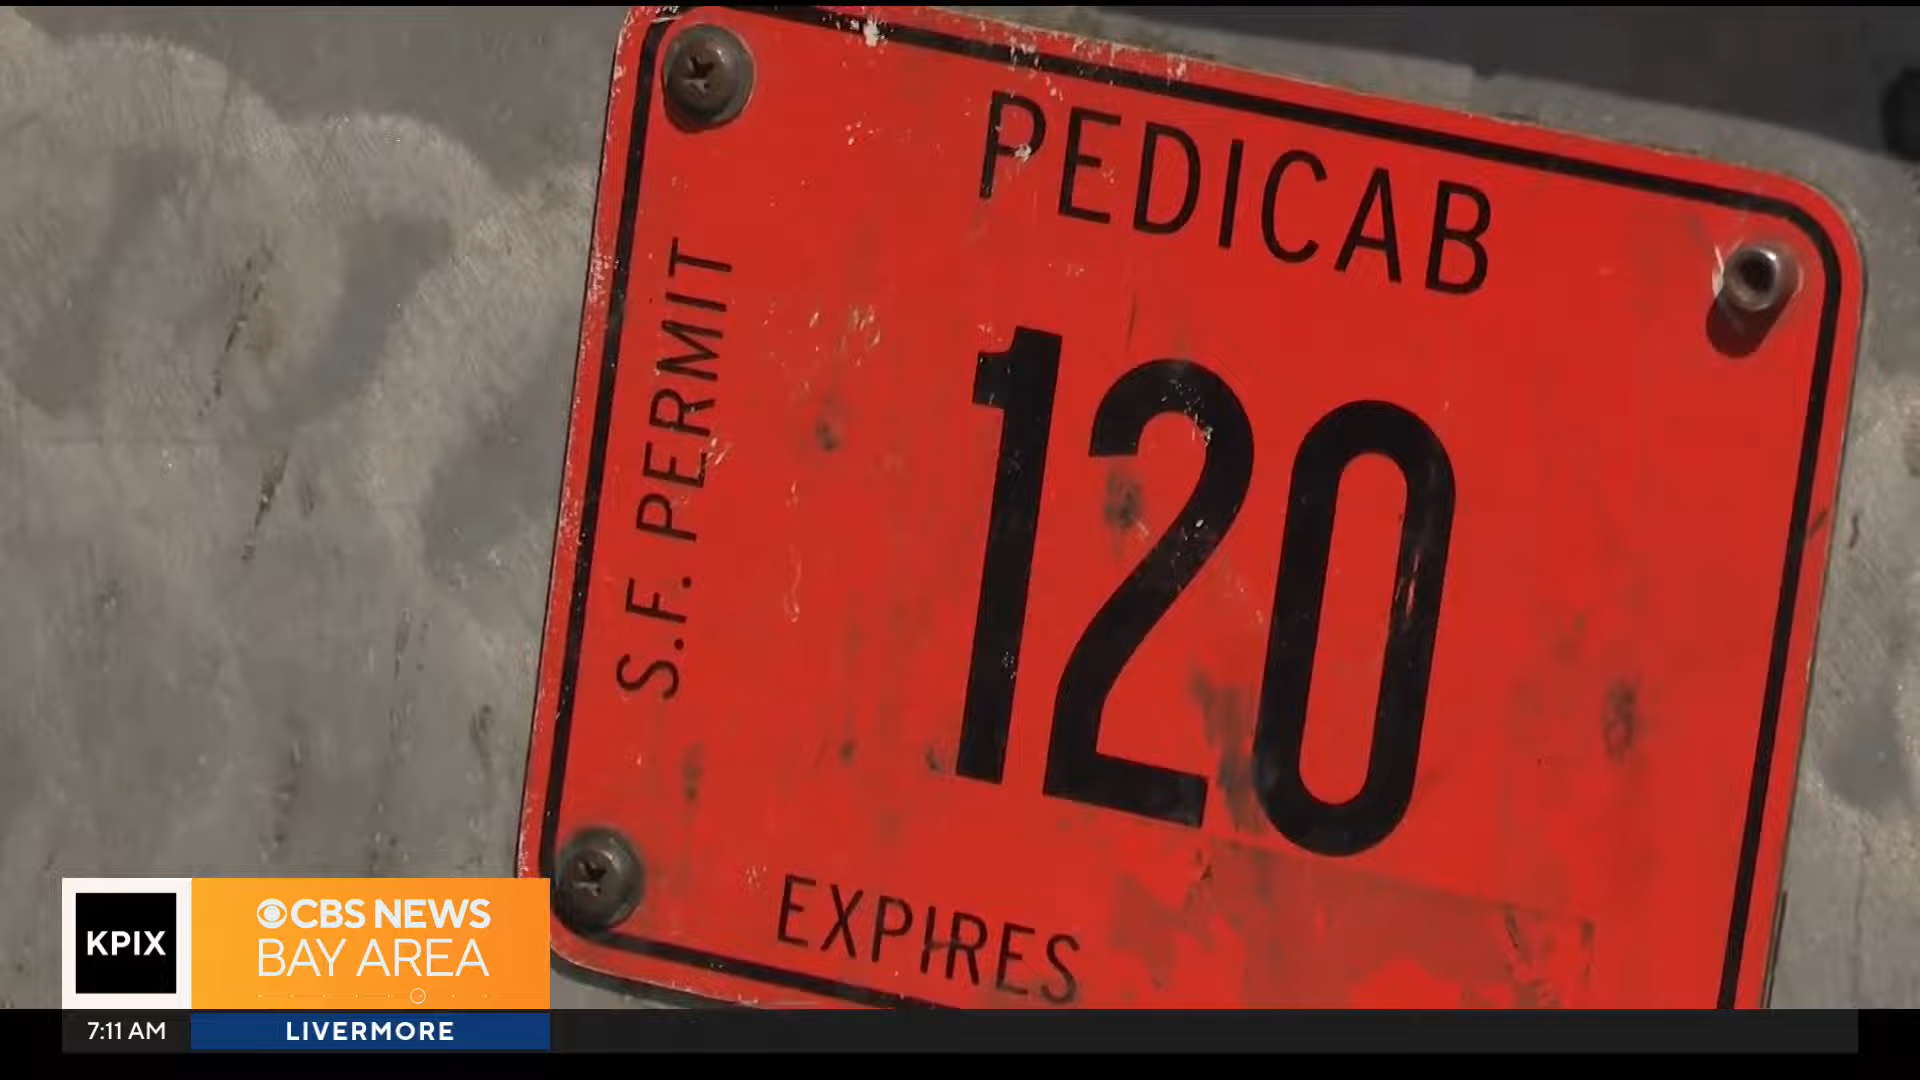 PEDICAB
S.F. PERMIT
120
EXPIRES
KPIX
CBS NEWS
BAY AREA
7:11 AM
LIVERMORE